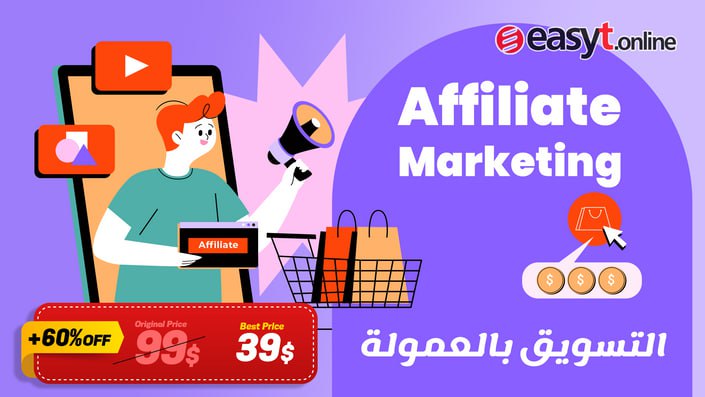 easyt.online
Affiliate
Marketing
Affiliate
+60%OFF
Original Price
99$
Best Price
39$
$ $ $
التسويق بالعمولة